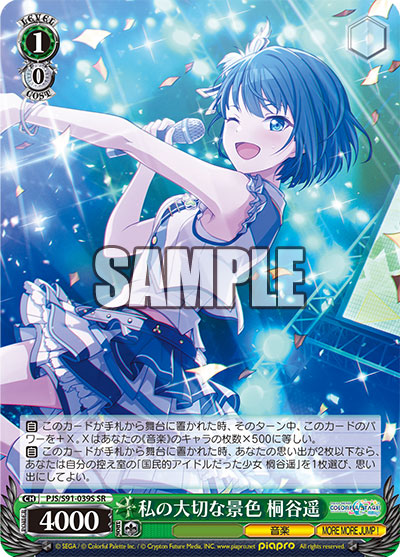 LEVEL
1
0
COST
SAMPLE
自 このカードが手札から舞台に置かれた時、そのターン中、このカードのパ
ワーを＋X。Xはあなたの《音楽》のキャラの枚数×500に等しい。
自 このカードが手札から舞台に置かれた時、あなたの思い出が2枚以下なら、
あなたは自分の控え室の「国民的アイドルだった少女 桐谷遥」を1枚選び、思い
出にしてよい。
CH PJS/S91-039S SR
私の大切な景色 桐谷遥
4000
音楽
MORE MORE JUMP！
© SEGA / © Colorful Palette Inc. / © Crypton Future Media, INC. www.piapro.net piapro All rights reserved.